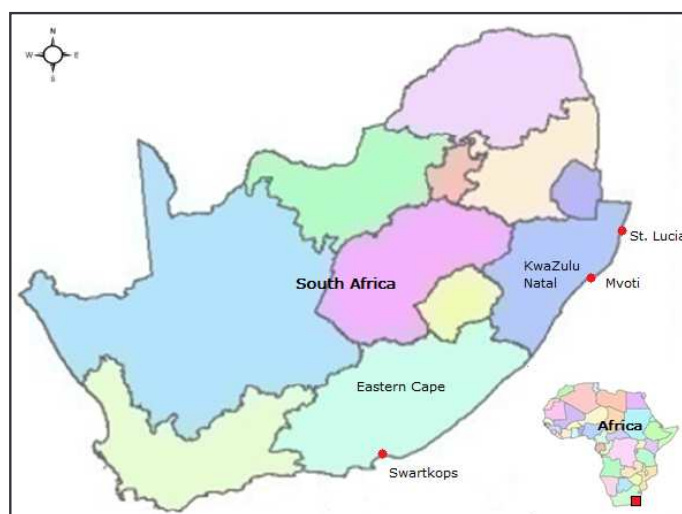 N
W E
S
St. Lucia
KwaZulu
Natal
Mvoti
South Africa
Eastern Cape
Swartkops
Africa